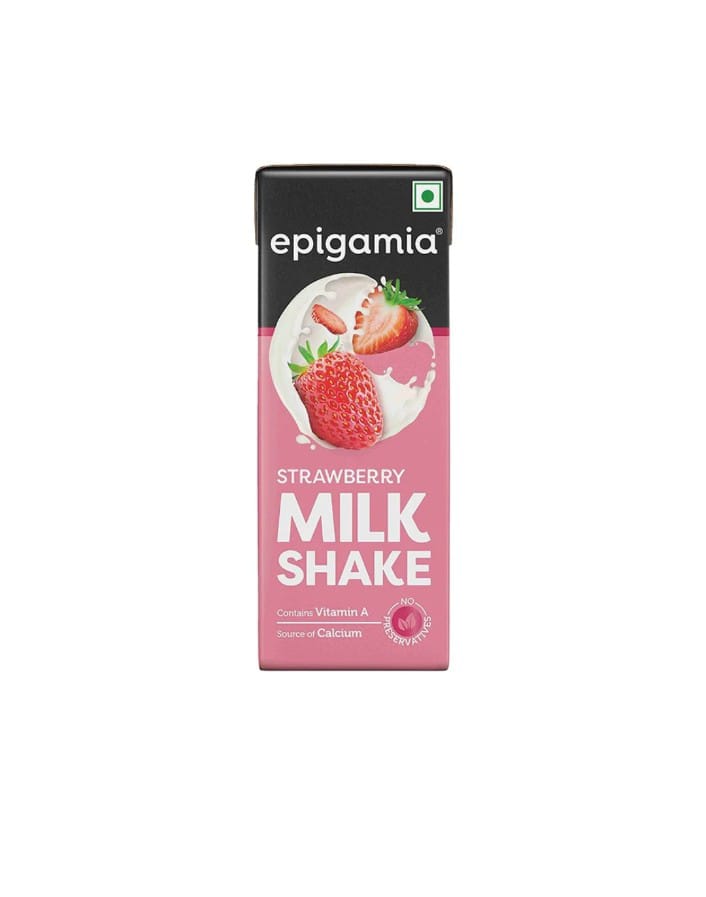 epigamia®
STRAWBERRY
MILK
SHAKE
Contains Vitamin A
Source of Calcium
NO
PRESERVATIVES